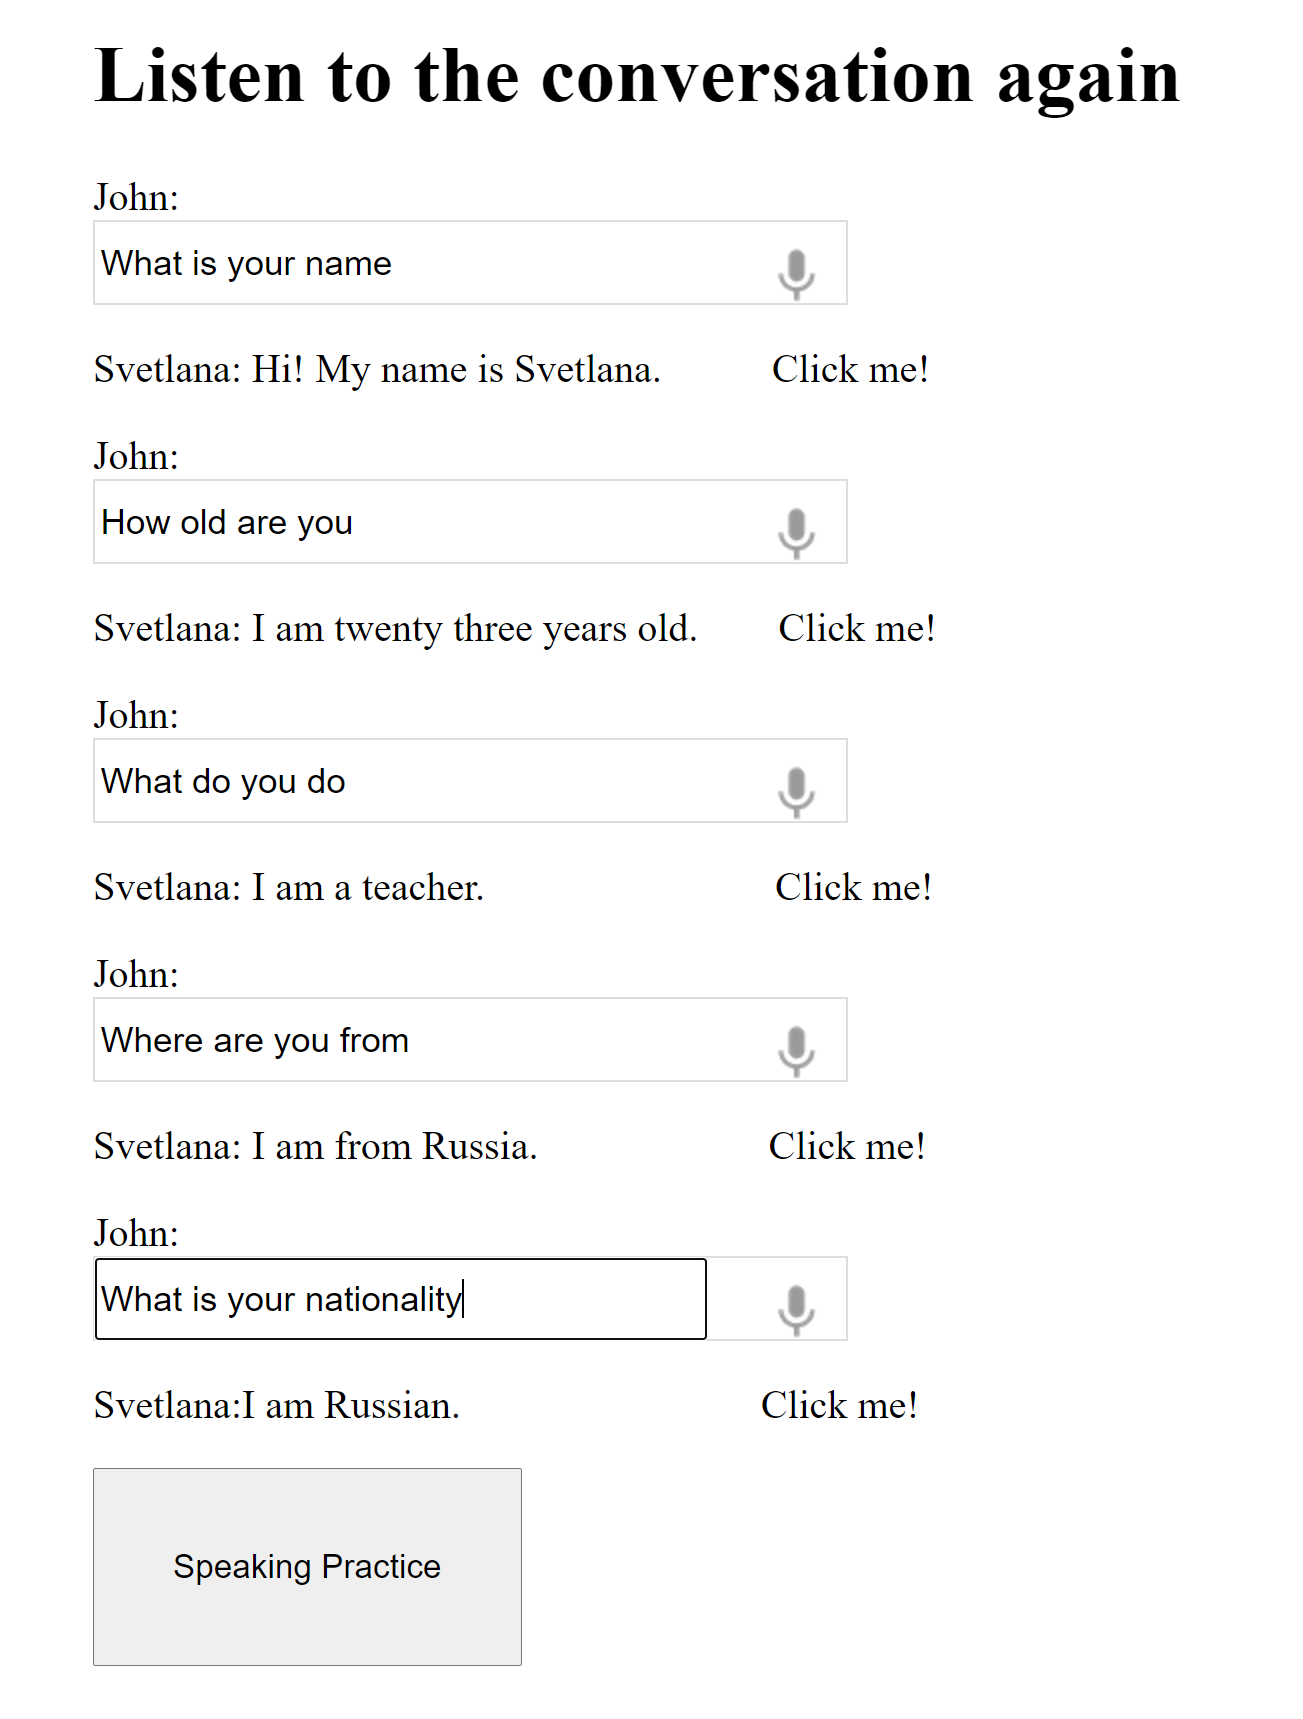 Listen to the conversation again
John:
What is your name
Svetlana: Hi! My name is Svetlana. Click me!
John:
How old are you
Svetlana: I am twenty three years old. Click me!
John:
What do you do
Svetlana: I am a teacher. Click me!
John:
Where are you from
Svetlana: I am from Russia. Click me!
John:
What is your nationality
Svetlana:I am Russian. Click me!
Speaking Practice